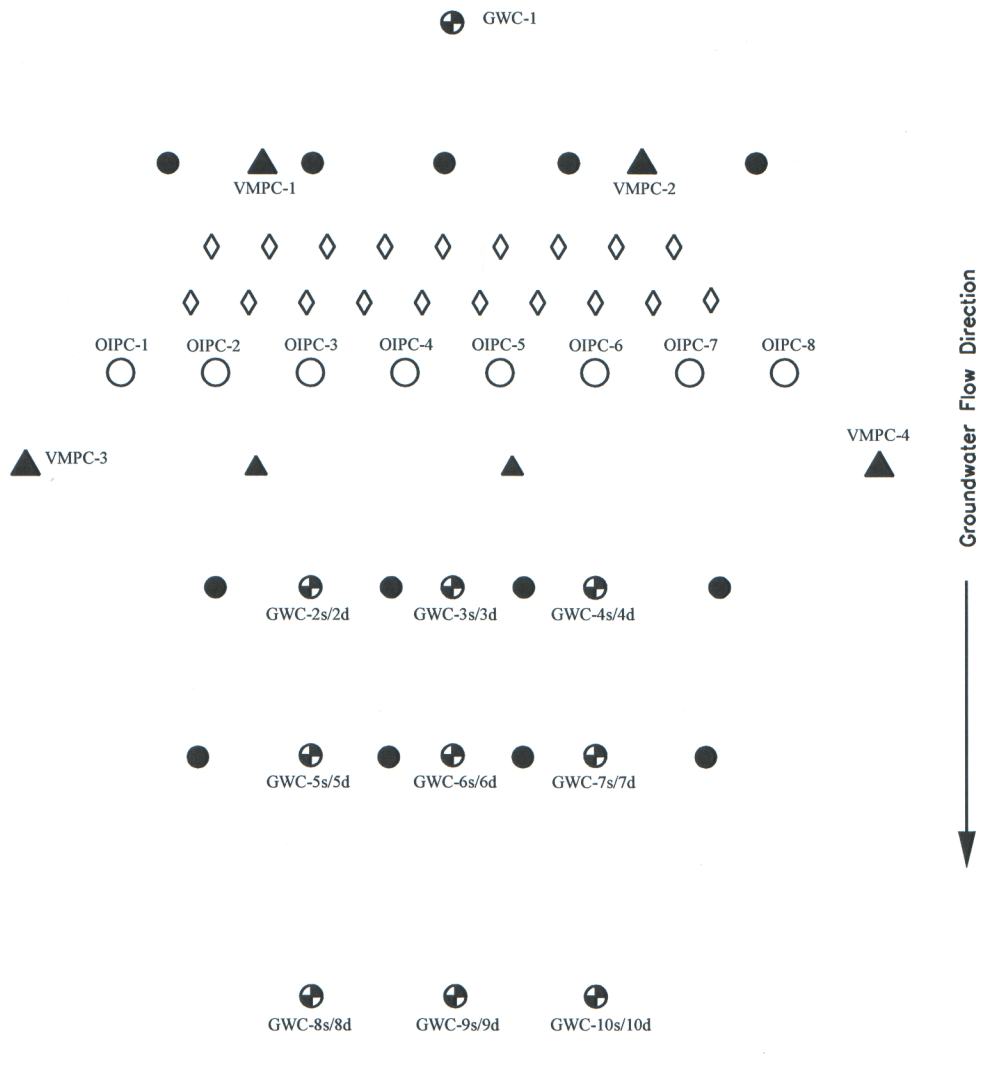 GWC-1
VMPC-1
VMPC-2
OIPC-1
OIPC-2
OIPC-3
OIPC-4
OIPC-5
OIPC-6
OIPC-7
OIPC-8
VMPC-3
VMPC-4
GWC-2s/2d
GWC-3s/3d
GWC-4s/4d
GWC-5s/5d
GWC-6s/6d
GWC-7s/7d
GWC-8s/8d
GWC-9s/9d
GWC-10s/10d
Groundwater Flow Direction